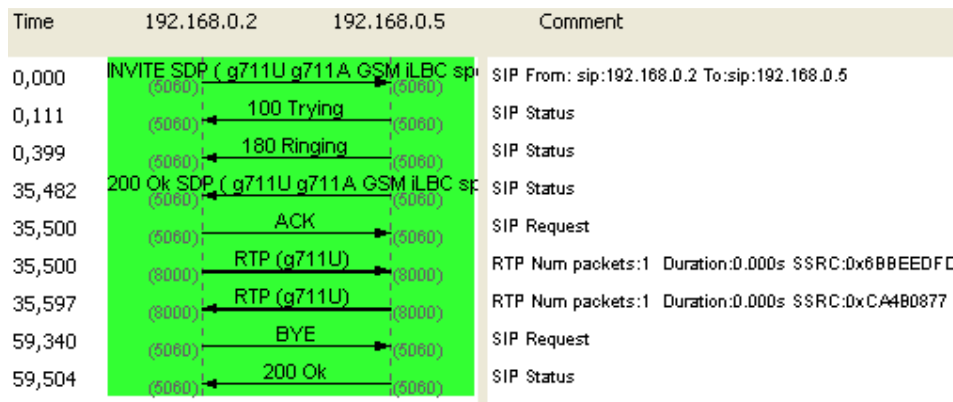 Time 192.168.0.2 192.168.0.5 Comment
0,000 INVITE SDP ( g711U g711A GSM iLBC spe SIP From: sip:192.168.0.2 To:sip:192.168.0.5
(5060) (5060)
0,111 100 Trying SIP Status
(5060) (5060)
0,399 180 Ringing SIP Status
(5060) (5060)
35,482 200 Ok SDP ( g711U g711A GSM iLBC sp SIP Status
(5060) (5060)
35,500 ACK SIP Request
(5060) (5060)
35,500 RTP (g711U) RTP Num packets:1 Duration:0.000s SSRC:0x6BBEEDFD
(8000) (8000)
35,597 RTP (g711U) RTP Num packets:1 Duration:0.000s SSRC:0xCA4B0877
(8000) (8000)
59,340 BYE SIP Request
(5060) (5060)
59,504 200 Ok SIP Status
(5060) (5060)